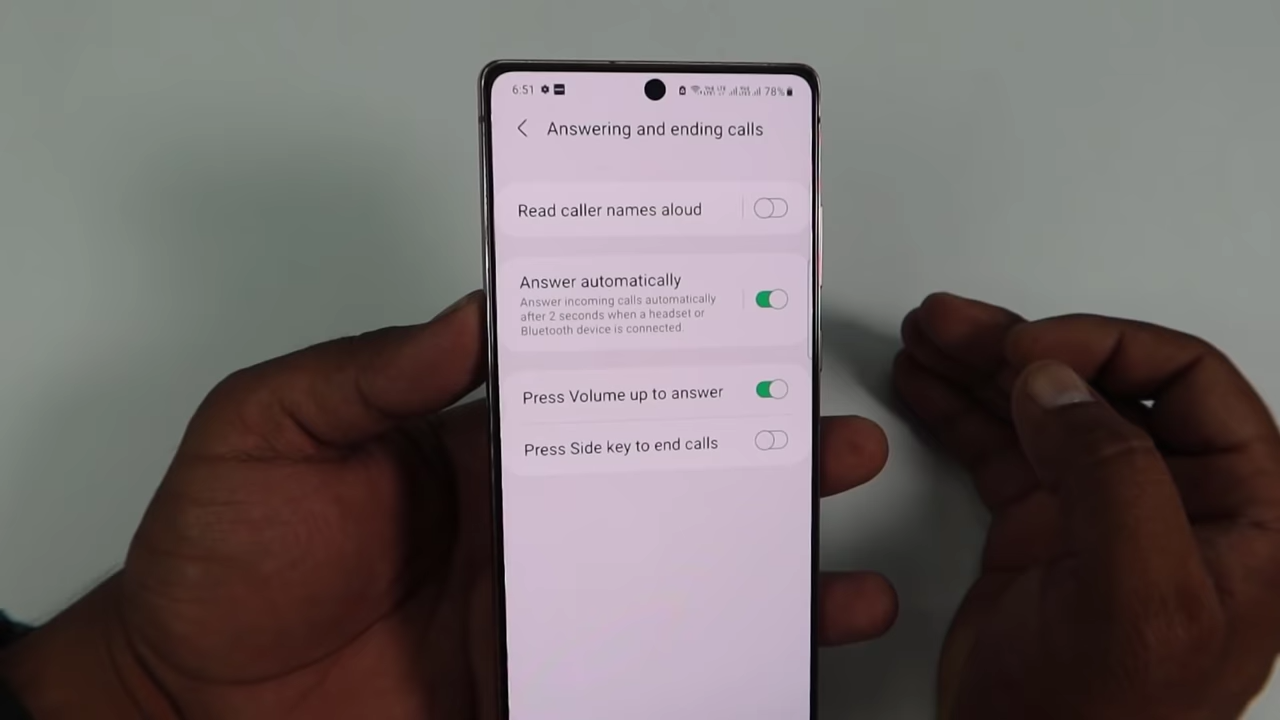 6:51
78%
Answering and ending calls
Read caller names aloud
Answer automatically
Answer incoming calls automatically
after 2 seconds when a headset or
Bluetooth device is connected.
Press Volume up to answer
Press Side key to end calls